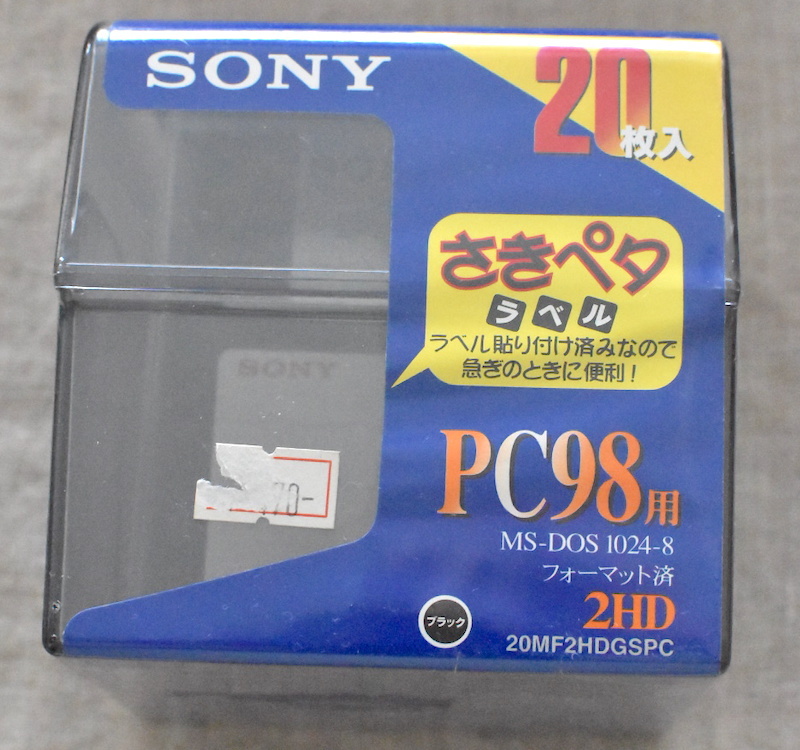 SONY
20
枚入
さきペタ
ラベル
ラベル貼り付け済みなので
急ぎのときに便利!
SONY
70-
PC98用
MS-DOS 1024-8
フォーマット済
2HD
ブラック
20MF2HDGSPC